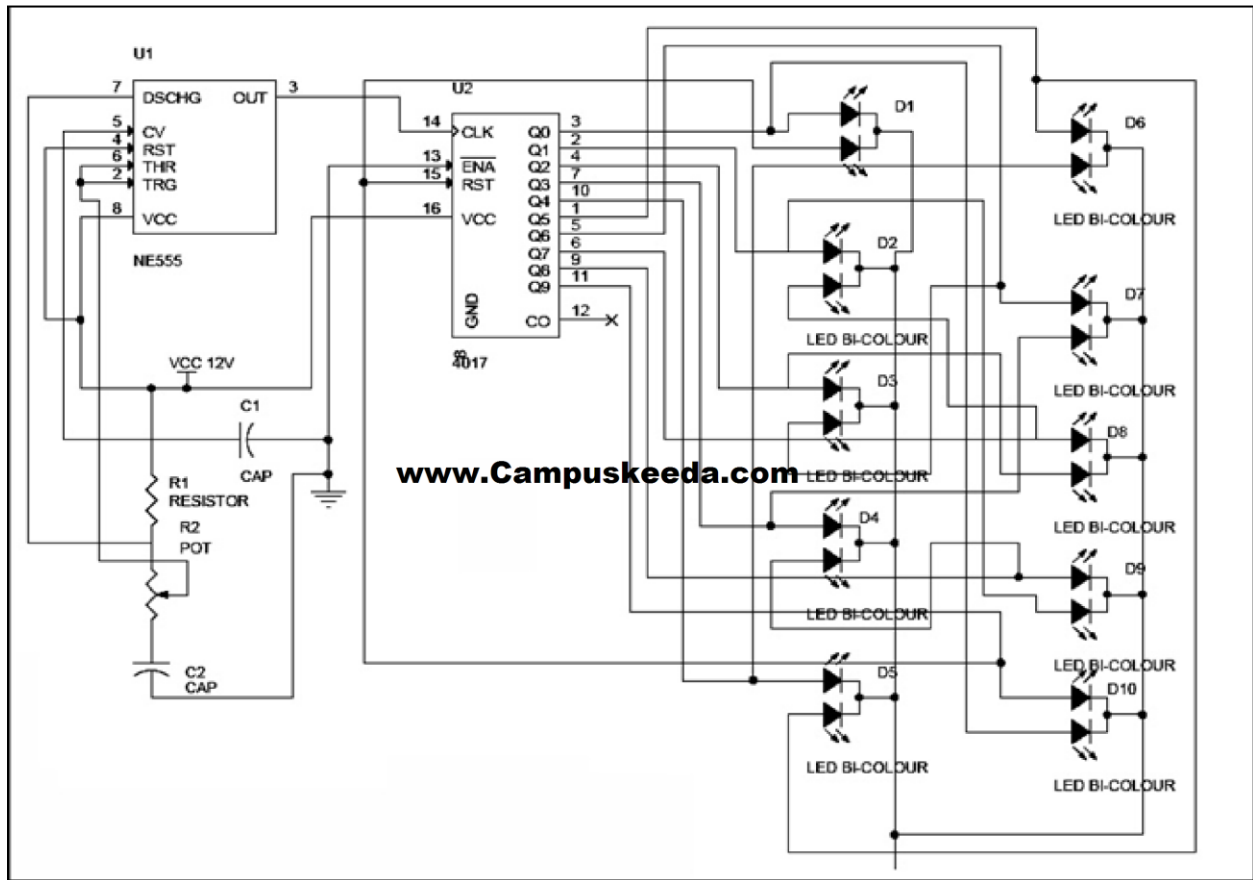 U1
7 DSCHG OUT 3
5 CV
4 RST
6 THR
2 TRG
8 VCC
NE555
U2
14 CLK Q0 3
Q1 2
13 ENA Q2 4
15 RST Q3 7
Q4 10
16 VCC Q5 1
Q6 5
Q7 6
Q8 9
Q9 11
GND CO 12
8
4017
VCC 12V
C1
CAP
R1
RESISTOR
R2
POT
C2
CAP
www.Campuskeeda.com
D1
D2
LED BI-COLOUR
D3
LED BI-COLOUR
D4
LED BI-COLOUR
D5
LED BI-COLOUR
D6
LED BI-COLOUR
D7
LED BI-COLOUR
D8
LED BI-COLOUR
D9
LED BI-COLOUR
D10
LED BI-COLOUR